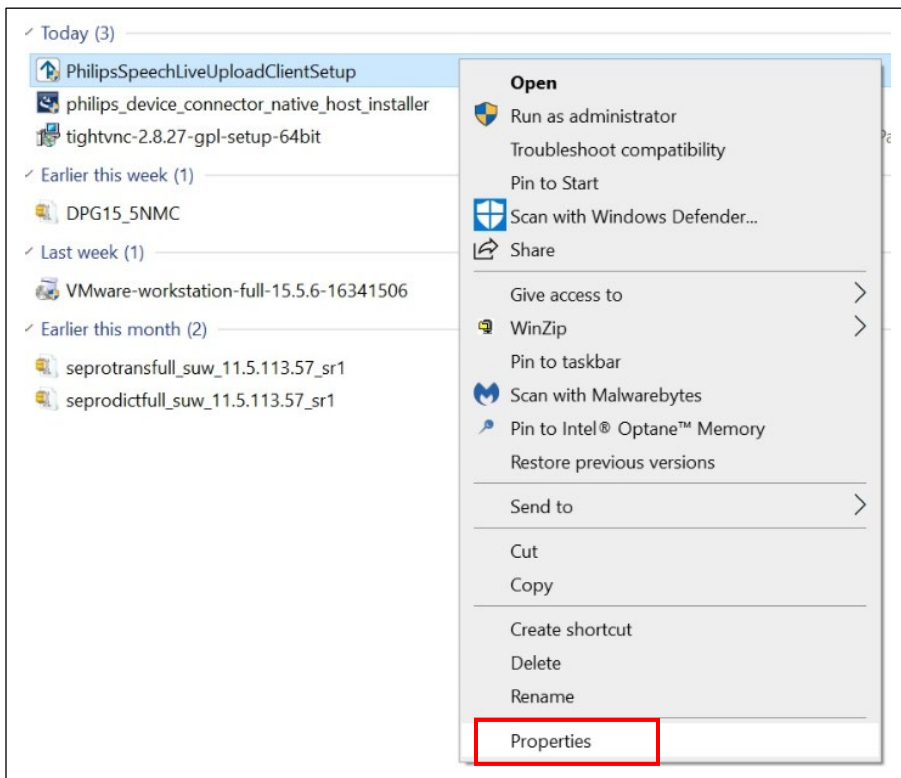 Today (3)
PhilipsSpeechLiveUploadClientSetup
philips_device_connector_native_host_installer
tightvnc-2.8.27-gpl-setup-64bit
Earlier this week (1)
DPG15_5NMC
Last week (1)
VMware-workstation-full-15.5.6-16341506
Earlier this month (2)
seprotransfull_suw_11.5.113.57_sr1
seprodictfull_suw_11.5.113.57_sr1
Open
Run as administrator
Troubleshoot compatibility
Pin to Start
Scan with Windows Defender...
Share
Give access to
WinZip
Pin to taskbar
Scan with Malwarebytes
Pin to Intel® Optane™ Memory
Restore previous versions
Send to
Cut
Copy
Create shortcut
Delete
Rename
Properties